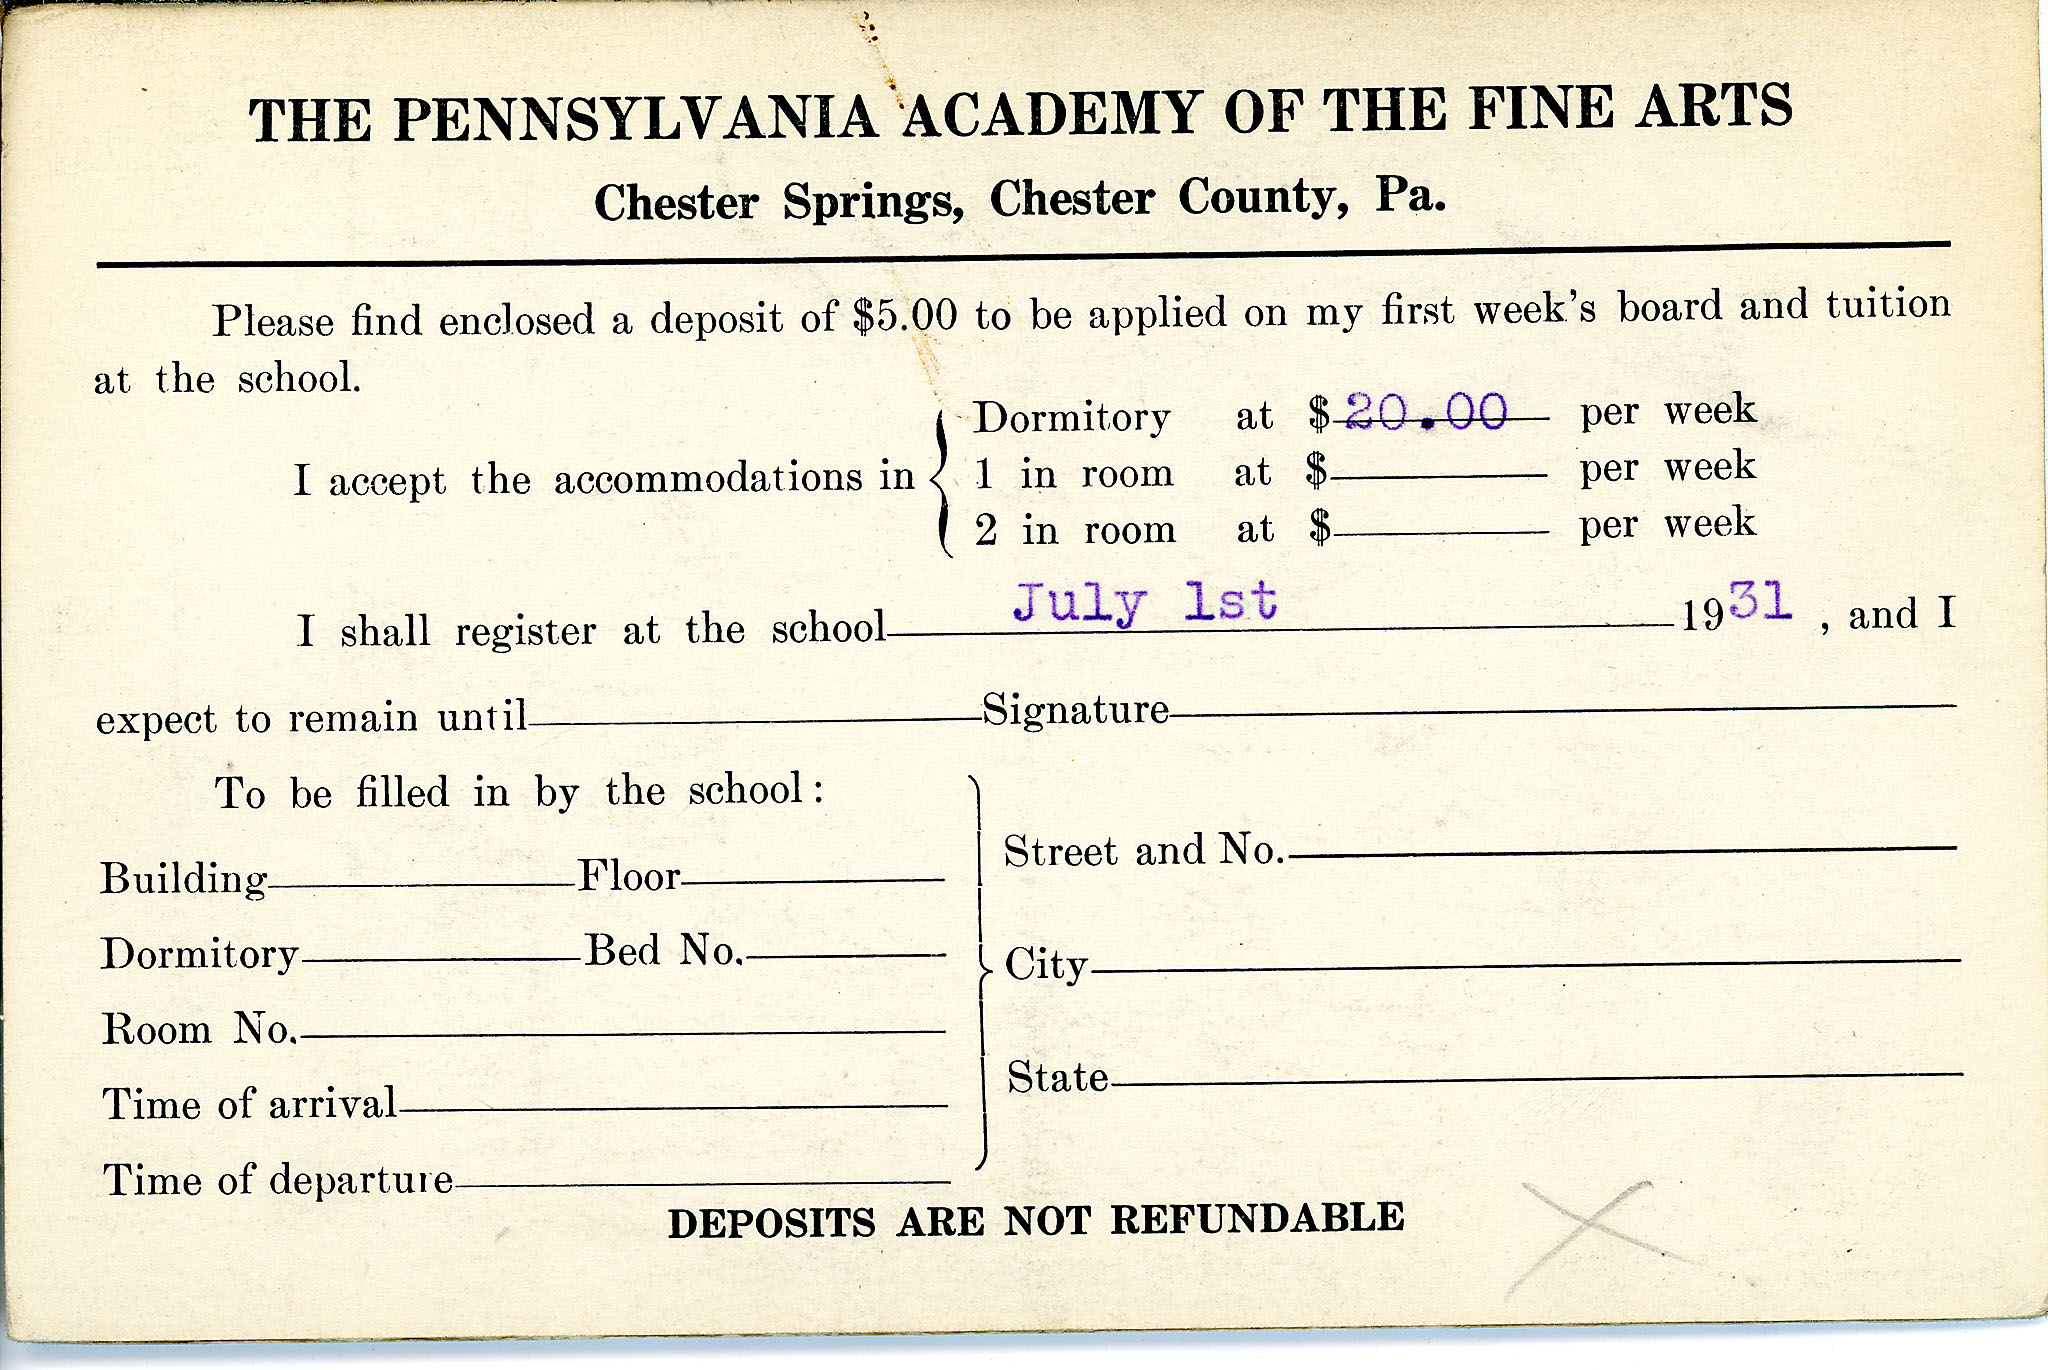 THE PENNSYLVANIA ACADEMY OF THE FINE ARTS
Chester Springs, Chester County, Pa.
Please find enclosed a deposit of $5.00 to be applied on my first week's board and tuition
at the school.
Dormitory at $20.00 per week
I accept the accommodations in 1 in room at $ per week
2 in room at $ per week
I shall register at the school July 1st 1931, and I
expect to remain until Signature
To be filled in by the school:
Street and No.
Building Floor
Dormitory Bed No.
City
Room No.
State
Time of arrival
Time of departure
DEPOSITS ARE NOT REFUNDABLE